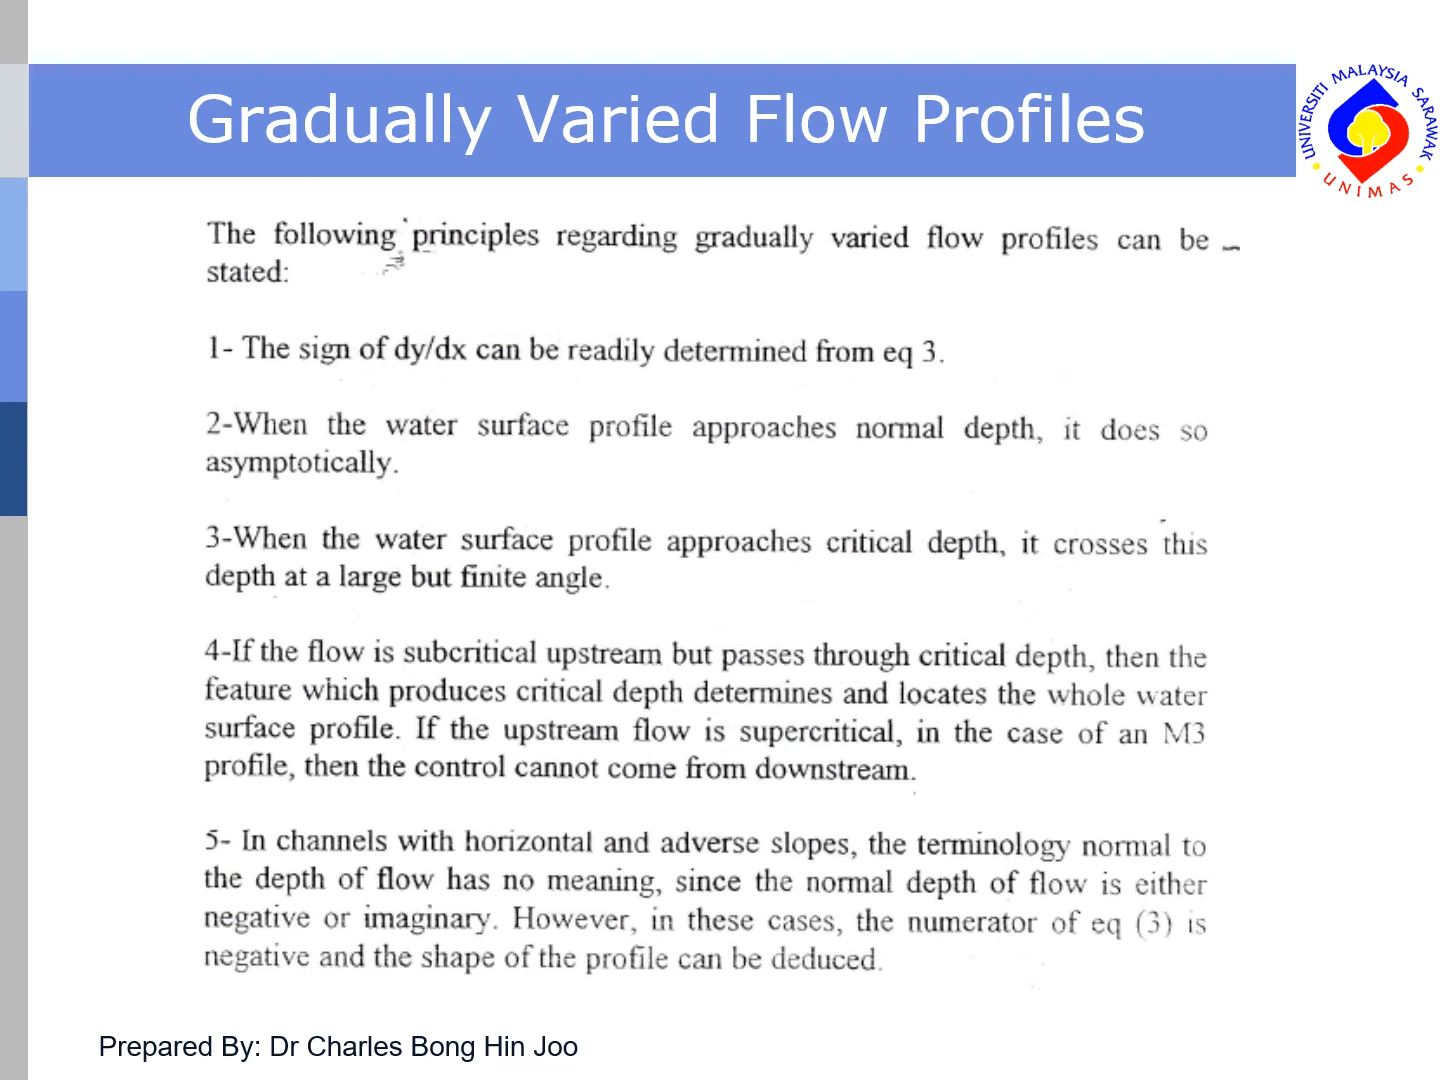 Gradually Varied Flow Profiles
UNIVERSITI MALAYSIA SARAWAK
UNIMAS
The following principles regarding gradually varied flow profiles can be
stated:
1- The sign of dy/dx can be readily determined from eq 3.
2-When the water surface profile approaches normal depth, it does so
asymptotically.
3-When the water surface profile approaches critical depth, it crosses this
depth at a large but finite angle.
4-If the flow is subcritical upstream but passes through critical depth, then the
feature which produces critical depth determines and locates the whole water
surface profile. If the upstream flow is supercritical, in the case of an M3
profile, then the control cannot come from downstream.
5- In channels with horizontal and adverse slopes, the terminology normal to
the depth of flow has no meaning, since the normal depth of flow is either
negative or imaginary. However, in these cases, the numerator of eq (3) is
negative and the shape of the profile can be deduced.
Prepared By: Dr Charles Bong Hin Joo